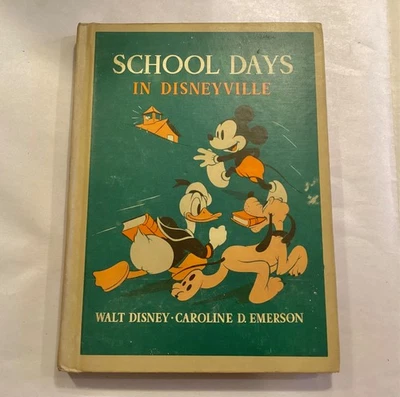 SCHOOL DAYS
IN DISNEYVILLE
WALT DISNEY · CAROLINE D. EMERSON